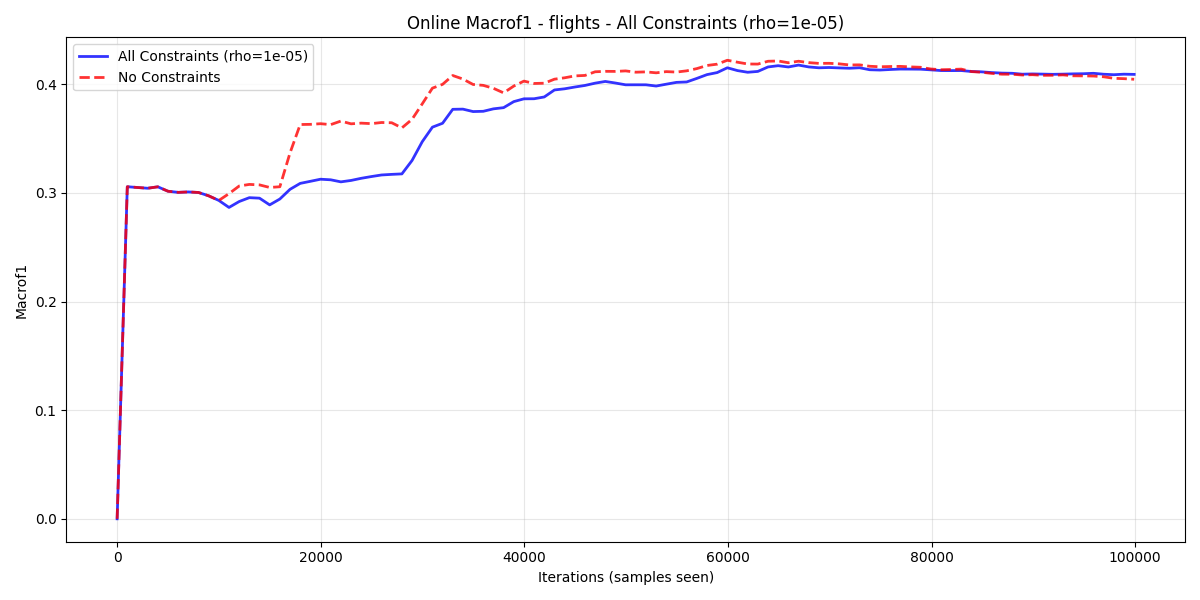 Online Macrof1 - flights - All Constraints (rho=1e-05)
All Constraints (rho=1e-05)
No Constraints
Macrof1
0.4
0.3
0.2
0.1
0.0
0 20000 40000 60000 80000 100000
Iterations (samples seen)